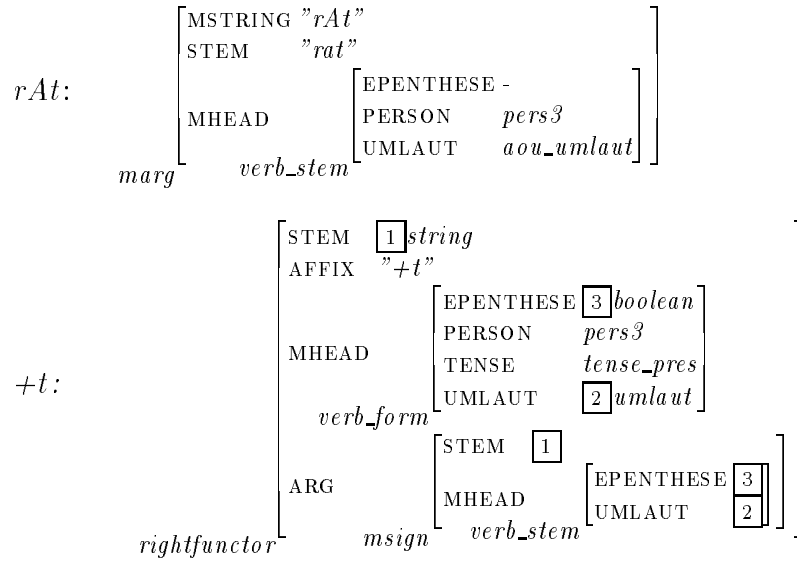 MSTRING "rAt"
STEM "rat"
rAt:
EPENTHESE -
MHEAD PERSON pers3
UMLAUT aou_umlaut
marg verb_stem
STEM 1 string
AFFIX "+t"
EPENTHESE 3 boolean
PERSON pers3
MHEAD
TENSE tense_pres
+t:
UMLAUT 2 umlaut
verb_form
STEM 1
ARG EPENTHESE 3
MHEAD
UMLAUT 2
rightfunctor msign verb_stem